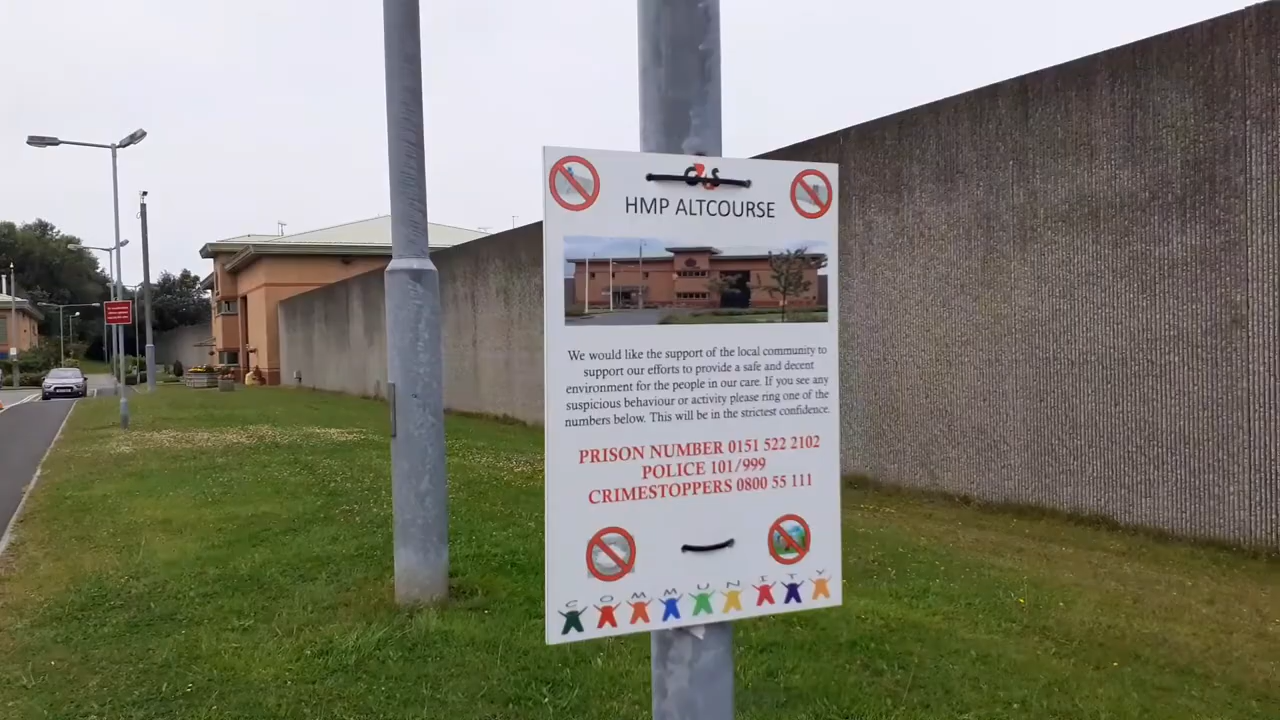 G4S
HMP ALTCOURSE
We would like the support of the local community to
support our efforts to provide a safe and decent
environment for the people in our care. If you see any
suspicious behaviour or activity please ring one of the
numbers below. This will be in the strictest confidence.
PRISON NUMBER 0151 522 2102
POLICE 101/999
CRIMESTOPPERS 0800 55 111
COMMUNITY